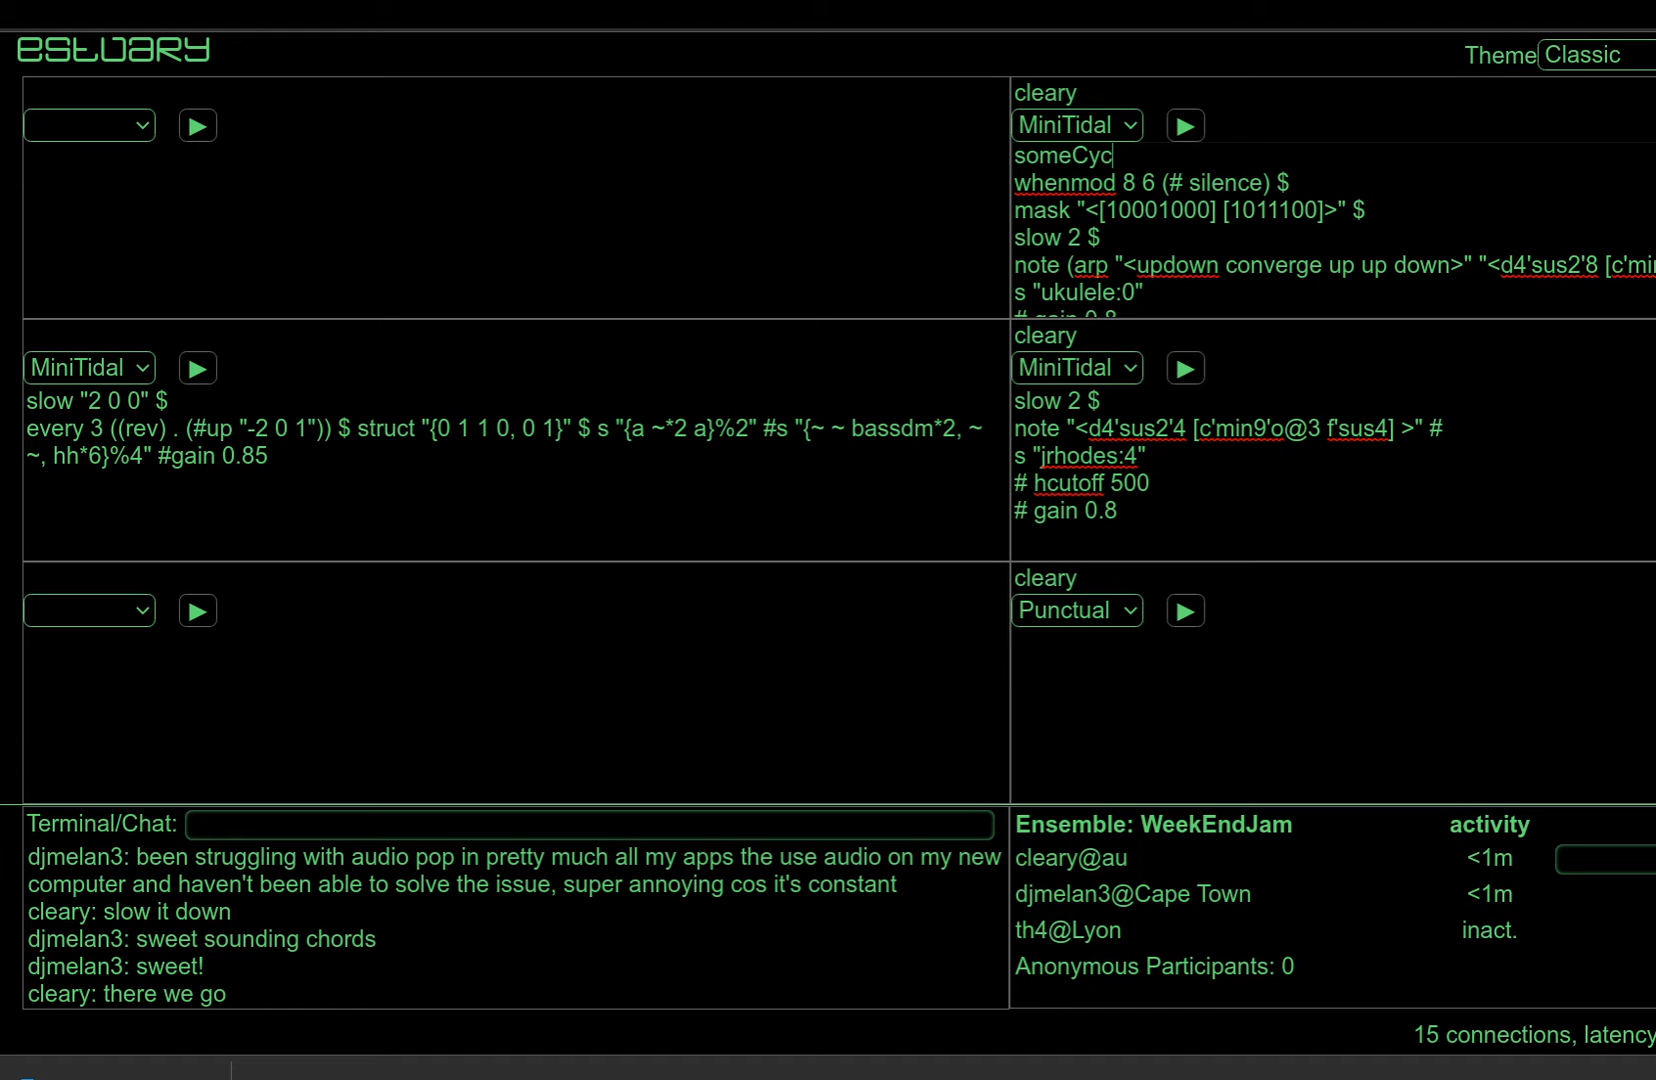 estuary
Theme Classic
cleary
MiniTidal
someCyc
whenmod 8 6 (# silence) $
mask "<[10001000] [1011100]>" $
slow 2 $
note (arp "<updown converge up up down>" "<d4'sus2'8 [c'mi
s "ukulele:0"
# gain 0.8
MiniTidal
slow "2 0 0" $
every 3 ((rev) . (#up "-2 0 1")) $ struct "{0 1 1 0, 0 1}" $ s "{a ~*2 a}%2" #s "{~ ~ bassdm*2, ~
~, hh*6}%4" #gain 0.85
cleary
MiniTidal
slow 2 $
note "<d4'sus2'4 [c'min9'o@3 f'sus4] >" #
s "jrhodes:4"
# hcutoff 500
# gain 0.8
cleary
Punctual
Terminal/Chat:
djmelan3: been struggling with audio pop in pretty much all my apps the use audio on my new
computer and haven't been able to solve the issue, super annoying cos it's constant
cleary: slow it down
djmelan3: sweet sounding chords
djmelan3: sweet!
cleary: there we go
Ensemble: WeekEndJam activity
cleary@au <1m
djmelan3@Cape Town <1m
th4@Lyon inact.
Anonymous Participants: 0
15 connections, latency